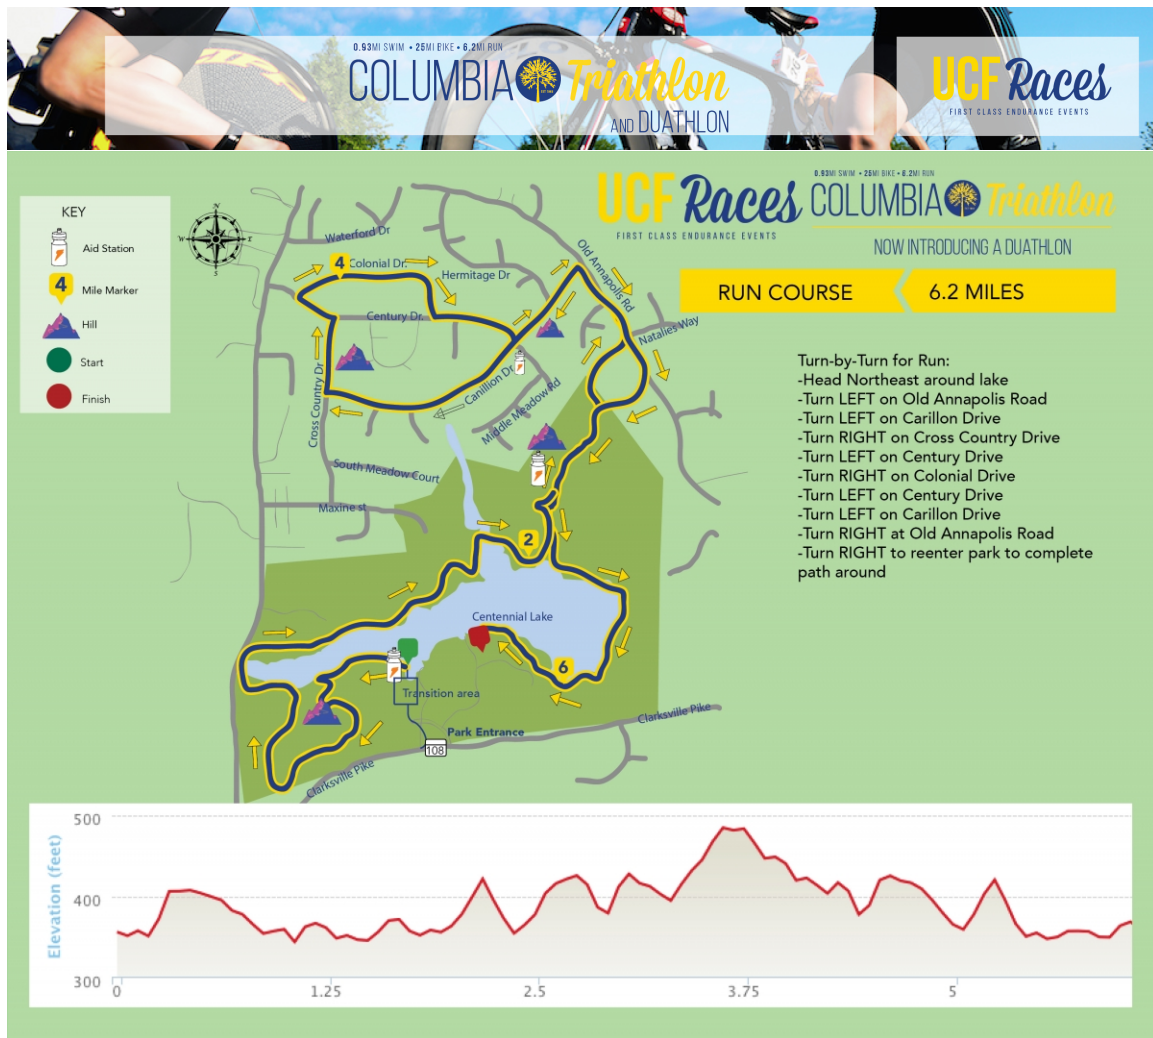 0.93MI SWIM • 25MI BIKE • 6.2MI RUN
COLUMBIA Triathlon
AND DUATHLON
UCF Races
FIRST CLASS ENDURANCE EVENTS
UCF Races
FIRST CLASS ENDURANCE EVENTS
0.93MI SWIM • 25MI BIKE • 6.2MI RUN
COLUMBIA Triathlon
NOW INTRODUCING A DUATHLON
RUN COURSE
6.2 MILES
KEY
Aid Station
4 Mile Marker
Hill
Start
Finish
N
W
E
S
Waterford Dr
4
Colonial Dr.
Hermitage Dr
Old Annapolis Rd
Century Dr.
Natalies Way
Cross Country Dr
Canillion Dr
Middle Meadow Rd
South Meadow Court
Maxine st
2
Centennial Lake
6
Transition area
Park Entrance
108
Clarksville Pike
Clarksville Pike
Turn-by-Turn for Run:
-Head Northeast around lake
-Turn LEFT on Old Annapolis Road
-Turn LEFT on Carillon Drive
-Turn RIGHT on Cross Country Drive
-Turn LEFT on Century Drive
-Turn RIGHT on Colonial Drive
-Turn LEFT on Century Drive
-Turn LEFT on Carillon Drive
-Turn RIGHT at Old Annapolis Road
-Turn RIGHT to reenter park to complete
path around
Elevation (feet)
500
400
300
0
1.25
2.5
3.75
5